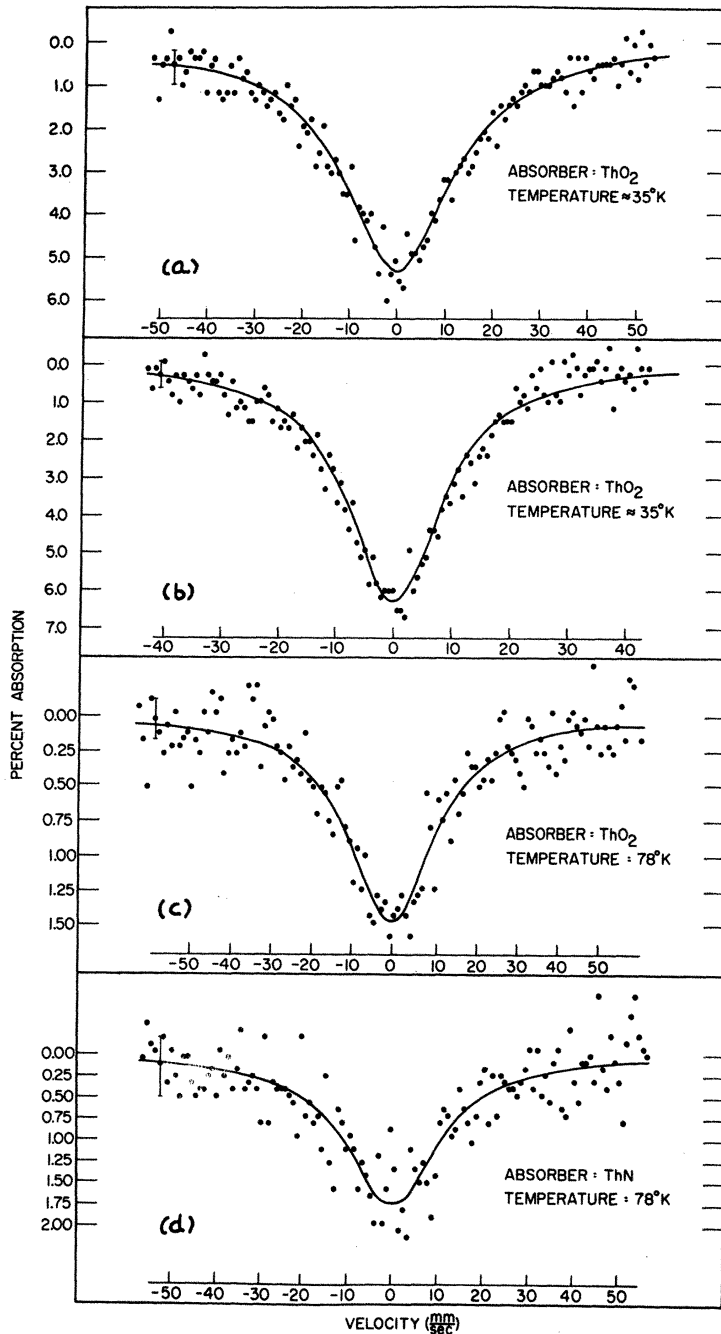 0.0
1.0
2.0
3.0
4.0
5.0
6.0
ABSORBER : ThO2
TEMPERATURE ≈ 35°K
(a)
-50 -40 -30 -20 -10 0 10 20 30 40 50
0.0
1.0
2.0
3.0
4.0
5.0
6.0
7.0
ABSORBER : ThO2
TEMPERATURE ≈ 35°K
(b)
-40 -30 -20 -10 0 10 20 30 40
PERCENT ABSORPTION
0.00
0.25
0.50
0.75
1.00
1.25
1.50
ABSORBER : ThO2
TEMPERATURE : 78°K
(c)
-50 -40 -30 -20 -10 0 10 20 30 40 50
0.00
0.25
0.50
0.75
1.00
1.25
1.50
1.75
2.00
ABSORBER : ThN
TEMPERATURE : 78°K
(d)
-50 -40 -30 -20 -10 0 10 20 30 40 50
VELOCITY (mm/sec)